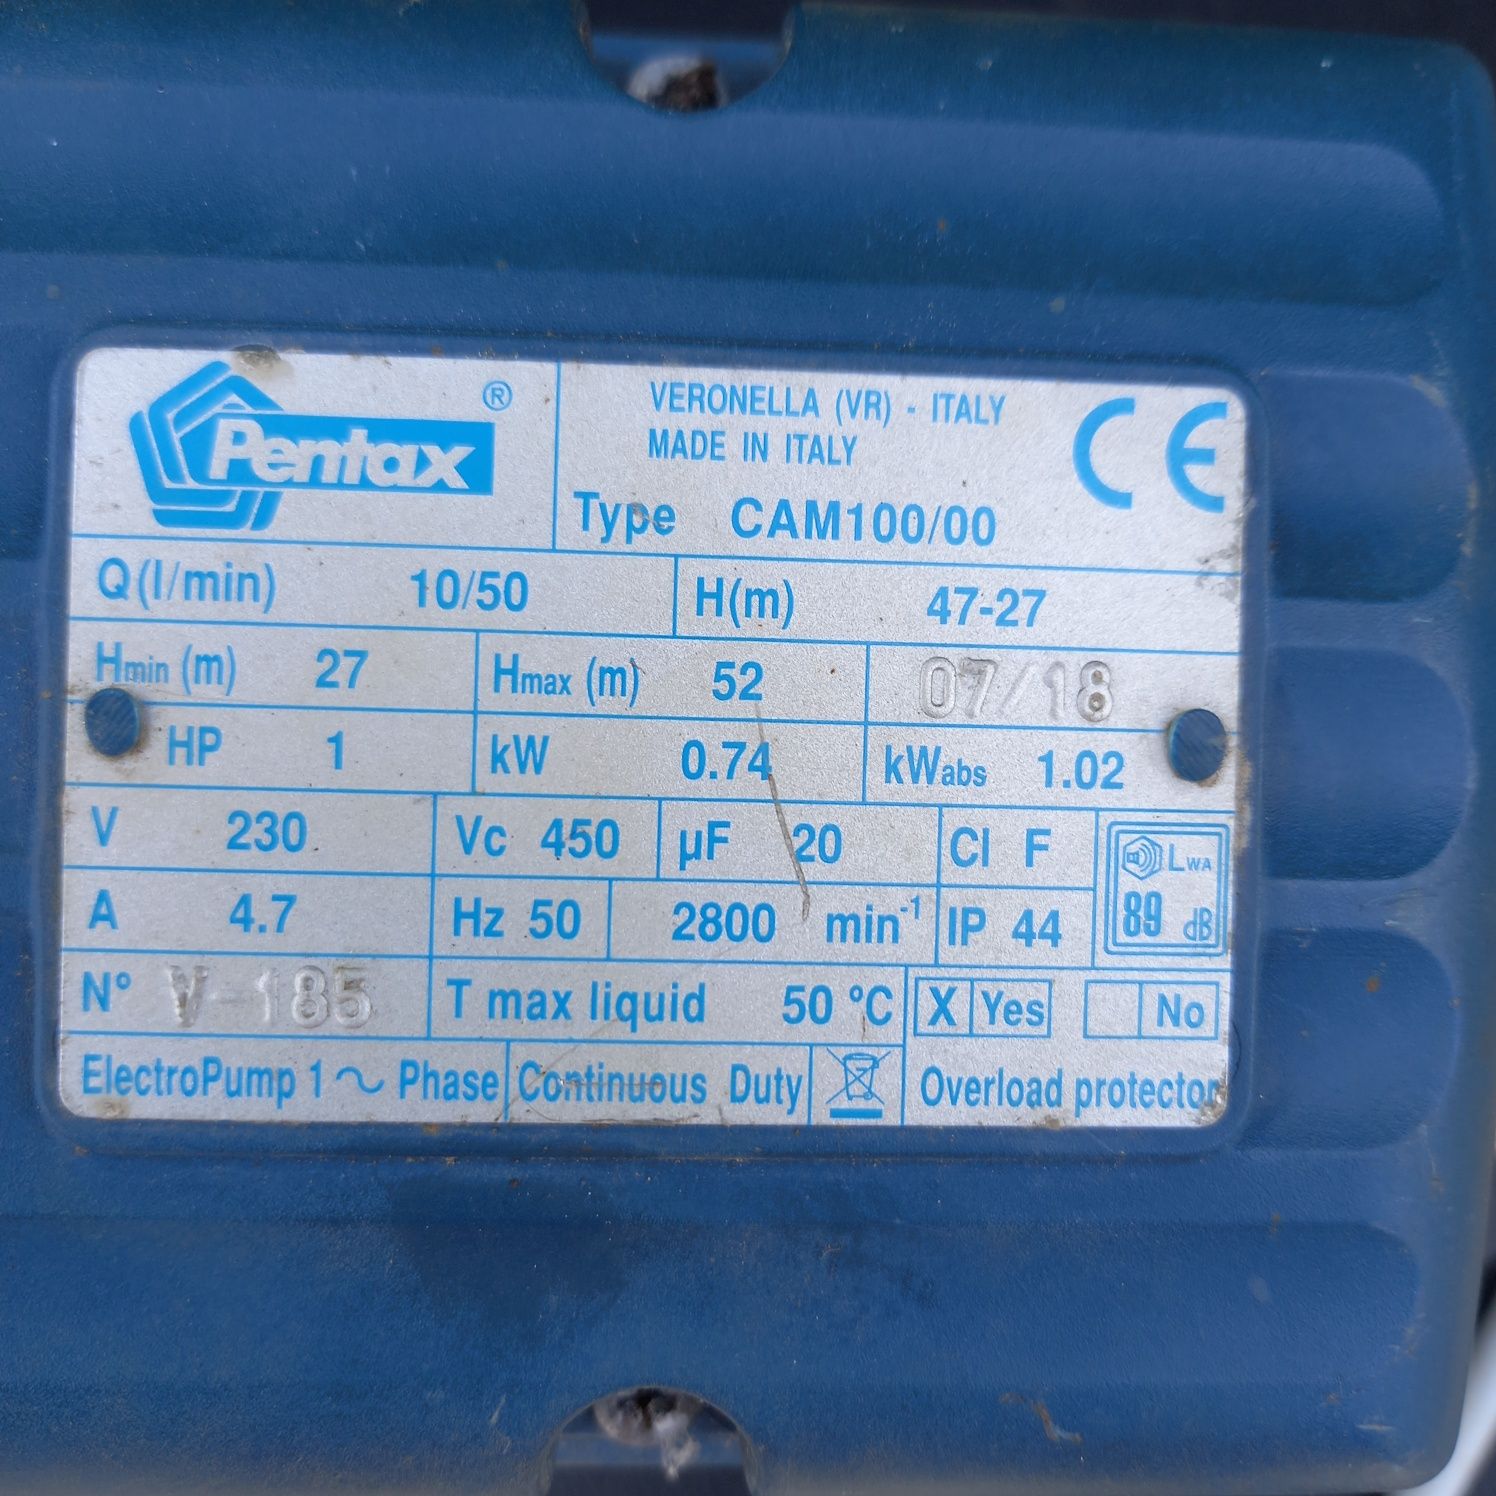 Pentax ®
VERONELLA (VR) - ITALY
MADE IN ITALY
Type CAM100/00
CE
Q(l/min) 10/50 H(m) 47-27
Hmin (m) 27 Hmax (m) 52 07/18
HP 1 kW 0.74 kWabs 1.02
V 230 Vc 450 µF 20 Cl F
LWA
89 dB
A 4.7 Hz 50 2800 min-1 IP 44
N° V-185 T max liquid 50 °C X Yes No
ElectroPump 1 ~ Phase Continuous Duty Overload protector